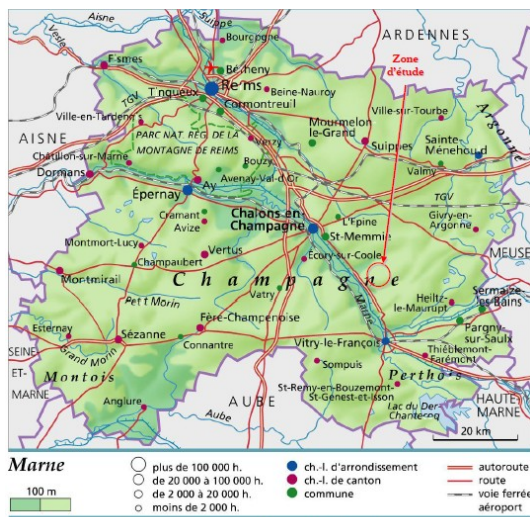 Aisne
Suippe
ARDENNES
Vesle
Bourgogne
Fismes
Bétheny
Zone
d'étude
Reims
Tinqueux
Beine-Nauroy
TGV
Cormontreuil
Ville-en-Tardenois
Ville-sur-Tourbe
Argonne
PARC NAT. RÉG. DE LA
MONTAGNE DE REIMS
Verzy
Mourmelon
le-Grand
AISNE
Suippes
Sainte-
Ménehould
Châtillon-sur-Marne
Bouzy
Valmy
Dormans
Ay
Avenay-Val-d'Or
Épernay
TGV
Châlons-en-
Champagne
L'Épine
Givry-en-
Argonne
Cramant
Avize
St-Memmie
Montmort-Lucy
Vertus
Écury-sur-Coole
MEUSE
Champaubert
Montmirail
Champagne
Sermaize-
les-Bains
Petit Morin
Vatry
Marne
Heiltz-
le-Maurupt
Pargny-
sur-Saulx
Esternay
Sézanne
Fère-Champenoise
Connantre
Vitry-le-François
SEINE
ET-
MARNE
Grand Morin
Thiéblemont-
Farémont
Montois
Sompuis
Perthois
St-Remy-en-Bouzemont-
St-Genest-et-Isson
HAUTE
MARNE
Anglure
AUBE
Aube
Lac du Der-
Chantecoq
20 km
Marne
plus de 100 000 h.
de 20 000 à 100 000 h.
de 2 000 à 20 000 h.
moins de 2 000 h.
100 m
ch.-l. d'arrondissement
ch.-l. de canton
commune
autoroute
route
voie ferrée
aéroport